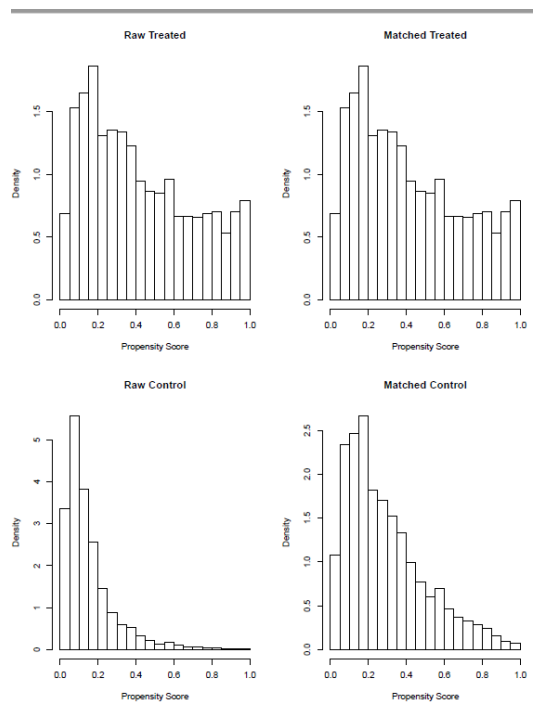 Raw Treated
Density
0.0 0.5 1.0 1.5
0.0 0.2 0.4 0.6 0.8 1.0
Propensity Score
Matched Treated
Density
0.0 0.5 1.0 1.5
0.0 0.2 0.4 0.6 0.8 1.0
Propensity Score
Raw Control
Density
0 1 2 3 4 5
0.0 0.2 0.4 0.6 0.8 1.0
Propensity Score
Matched Control
Density
0.0 0.5 1.0 1.5 2.0 2.5
0.0 0.2 0.4 0.6 0.8 1.0
Propensity Score